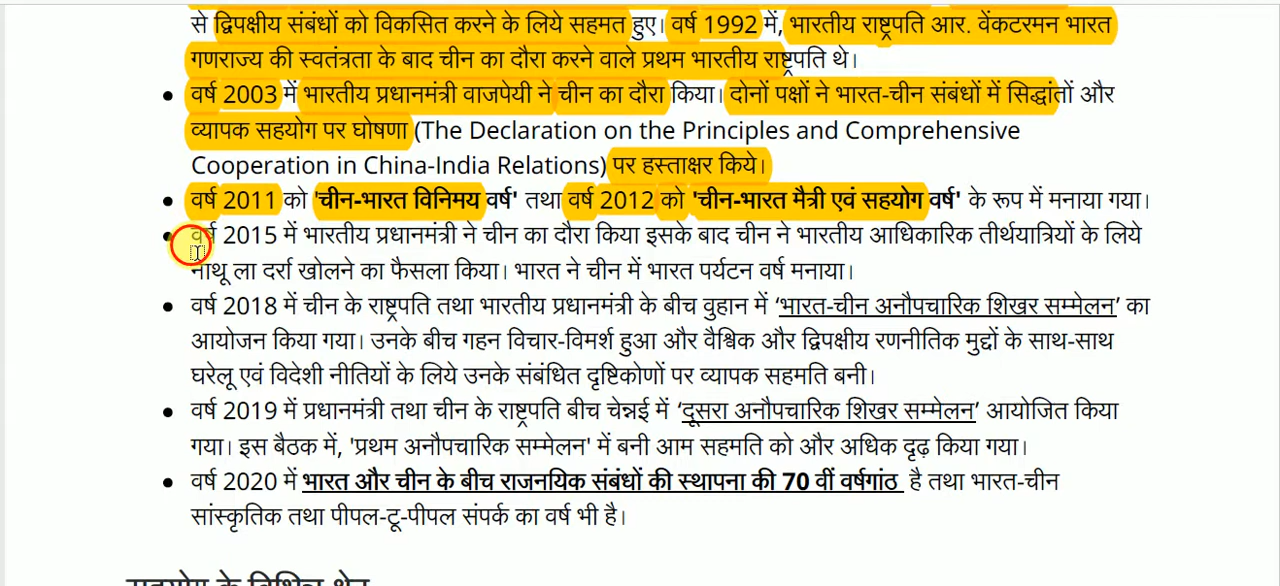 से द्विपक्षीय संबंधों को विकसित करने के लिये सहमत हुए। वर्ष 1992 में, भारतीय राष्ट्रपति आर. वेंकटरमन भारत
गणराज्य की स्वतंत्रता के बाद चीन का दौरा करने वाले प्रथम भारतीय राष्ट्रपति थे।
• वर्ष 2003 में भारतीय प्रधानमंत्री वाजपेयी ने चीन का दौरा किया। दोनों पक्षों ने भारत-चीन संबंधों में सिद्धांतों और
व्यापक सहयोग पर घोषणा (The Declaration on the Principles and Comprehensive
Cooperation in China-India Relations) पर हस्ताक्षर किये।
• वर्ष 2011 को 'चीन-भारत विनिमय वर्ष' तथा वर्ष 2012 को 'चीन-भारत मैत्री एवं सहयोग वर्ष' के रूप में मनाया गया।
• वर्ष 2015 में भारतीय प्रधानमंत्री ने चीन का दौरा किया इसके बाद चीन ने भारतीय आधिकारिक तीर्थयात्रियों के लिये
नाथू ला दर्रा खोलने का फैसला किया। भारत ने चीन में भारत पर्यटन वर्ष मनाया।
• वर्ष 2018 में चीन के राष्ट्रपति तथा भारतीय प्रधानमंत्री के बीच वुहान में ‘भारत-चीन अनौपचारिक शिखर सम्मेलन’ का
आयोजन किया गया। उनके बीच गहन विचार-विमर्श हुआ और वैश्विक और द्विपक्षीय रणनीतिक मुद्दों के साथ-साथ
घरेलू एवं विदेशी नीतियों के लिये उनके संबंधित दृष्टिकोणों पर व्यापक सहमति बनी।
• वर्ष 2019 में प्रधानमंत्री तथा चीन के राष्ट्रपति बीच चेन्नई में ‘दूसरा अनौपचारिक शिखर सम्मेलन’ आयोजित किया
गया। इस बैठक में, 'प्रथम अनौपचारिक सम्मेलन' में बनी आम सहमति को और अधिक दृढ़ किया गया।
• वर्ष 2020 में भारत और चीन के बीच राजनयिक संबंधों की स्थापना की 70 वीं वर्षगांठ है तथा भारत-चीन
सांस्कृतिक तथा पीपल-टू-पीपल संपर्क का वर्ष भी है।